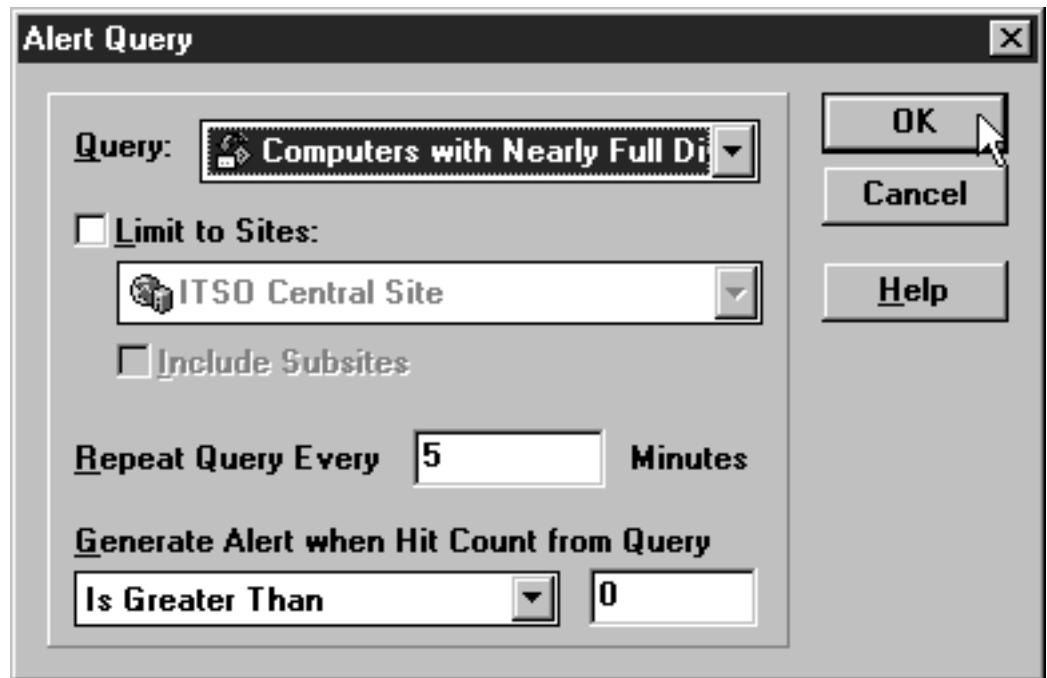 Alert Query
Query: Computers with Nearly Full Di
OK
Cancel
Limit to Sites:
ITSO Central Site
Help
Include Subsites
Repeat Query Every 5 Minutes
Generate Alert when Hit Count from Query
Is Greater Than 0